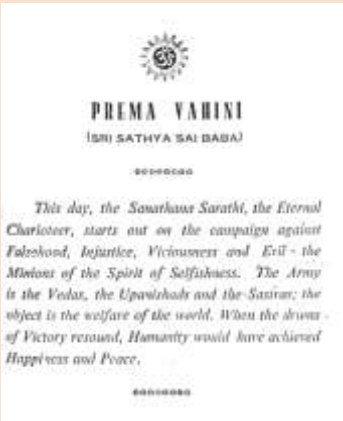 ॐ
PREMA VAHINI
(SRI SATHYA SAI BABA)
This day, the Sanathana Sarathi, the Eternal
Charioteer, starts out on the campaign against
Falsehood, Injustice, Viciousness and Evil - the
Minions of the Spirit of Selfishness. The Army
is the Vedas, the Upanishads and the Sastras; the
object is the welfare of the world. When the drums
of Victory resound, Humanity would have achieved
Happiness and Peace.